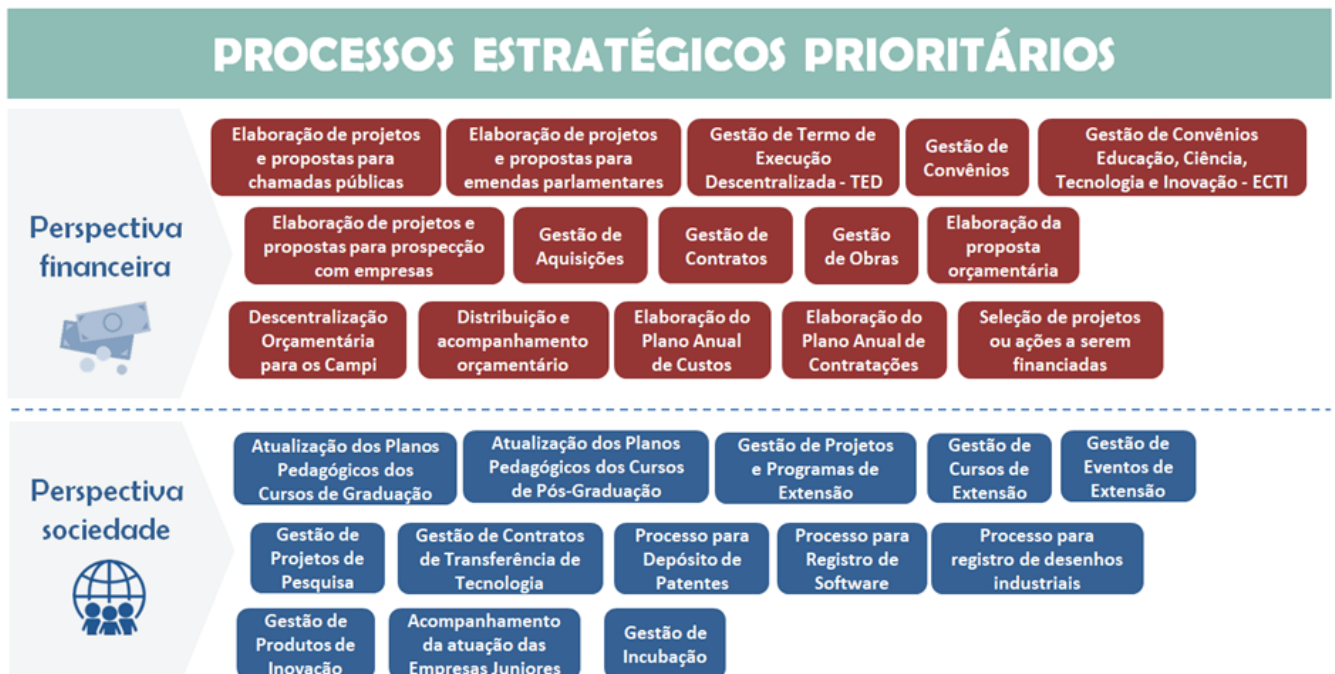 PROCESSOS ESTRATÉGICOS PRIORITÁRIOS
Perspectiva
financeira
Elaboração de projetos
e propostas para
chamadas públicas
Elaboração de projetos
e propostas para
emendas parlamentares
Gestão de Termo de
Execução
Descentralizada - TED
Gestão de
Convênios
Gestão de Convênios
Educação, Ciência,
Tecnologia e Inovação - ECTI
Elaboração de projetos e
propostas para prospecção
com empresas
Gestão de
Aquisições
Gestão de
Contratos
Gestão
de Obras
Elaboração da
proposta
orçamentária
Descentralização
Orçamentária
para os Campi
Distribuição e
acompanhamento
orçamentário
Elaboração do
Plano Anual
de Custos
Elaboração do
Plano Anual de
Contratações
Seleção de projetos
ou ações a serem
financiadas
Perspectiva
sociedade
Atualização dos Planos
Pedagógicos dos
Cursos de Graduação
Atualização dos Planos
Pedagógicos dos Cursos
de Pós-Graduação
Gestão de Projetos
e Programas de
Extensão
Gestão de
Cursos de
Extensão
Gestão de
Eventos de
Extensão
Gestão de
Projetos de
Pesquisa
Gestão de Contratos
de Transferência de
Tecnologia
Processo para
Depósito de
Patentes
Processo para
Registro de
Software
Processo para
registro de desenhos
industriais
Gestão de
Produtos de
Inovação
Acompanhamento
da atuação das
Empresas Juniores
Gestão de
Incubação